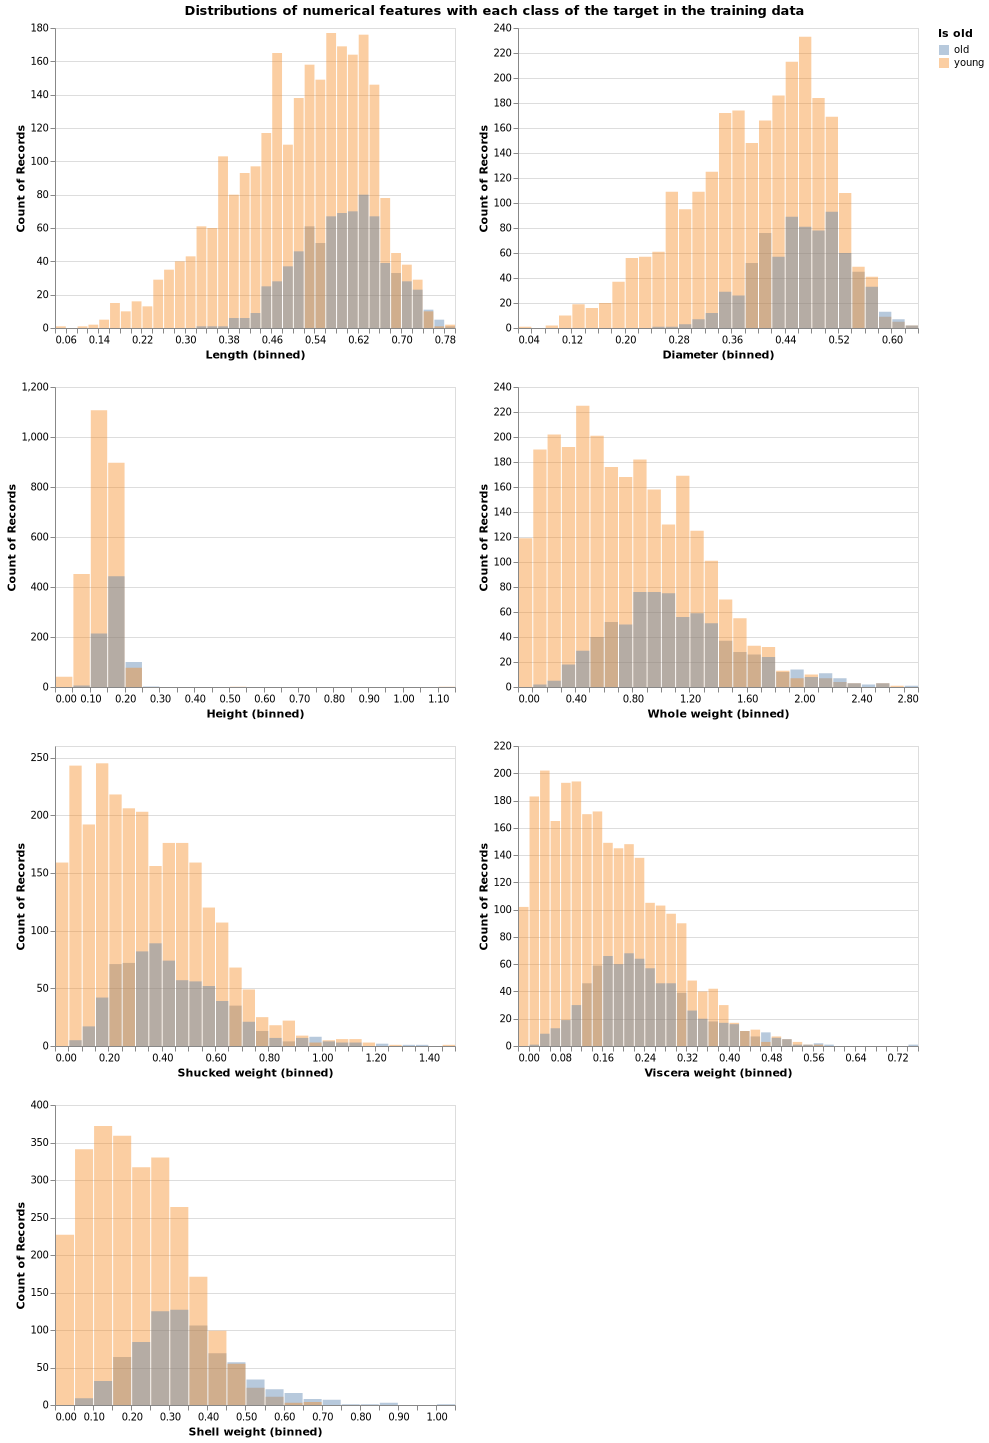 Distributions of numerical features with each class of the target in the training data
Is old
old
young
180
160
140
120
100
80
60
40
20
0
Count of Records
0.06 0.14 0.22 0.30 0.38 0.46 0.54 0.62 0.70 0.78
Length (binned)
240
220
200
180
160
140
120
100
80
60
40
20
0
Count of Records
0.04 0.12 0.20 0.28 0.36 0.44 0.52 0.60
Diameter (binned)
1,200
1,000
800
600
400
200
0
Count of Records
0.00 0.10 0.20 0.30 0.40 0.50 0.60 0.70 0.80 0.90 1.00 1.10
Height (binned)
240
220
200
180
160
140
120
100
80
60
40
20
0
Count of Records
0.00 0.40 0.80 1.20 1.60 2.00 2.40 2.80
Whole weight (binned)
250
200
150
100
50
0
Count of Records
0.00 0.20 0.40 0.60 0.80 1.00 1.20 1.40
Shucked weight (binned)
220
200
180
160
140
120
100
80
60
40
20
0
Count of Records
0.00 0.08 0.16 0.24 0.32 0.40 0.48 0.56 0.64 0.72
Viscera weight (binned)
400
350
300
250
200
150
100
50
0
Count of Records
0.00 0.10 0.20 0.30 0.40 0.50 0.60 0.70 0.80 0.90 1.00
Shell weight (binned)